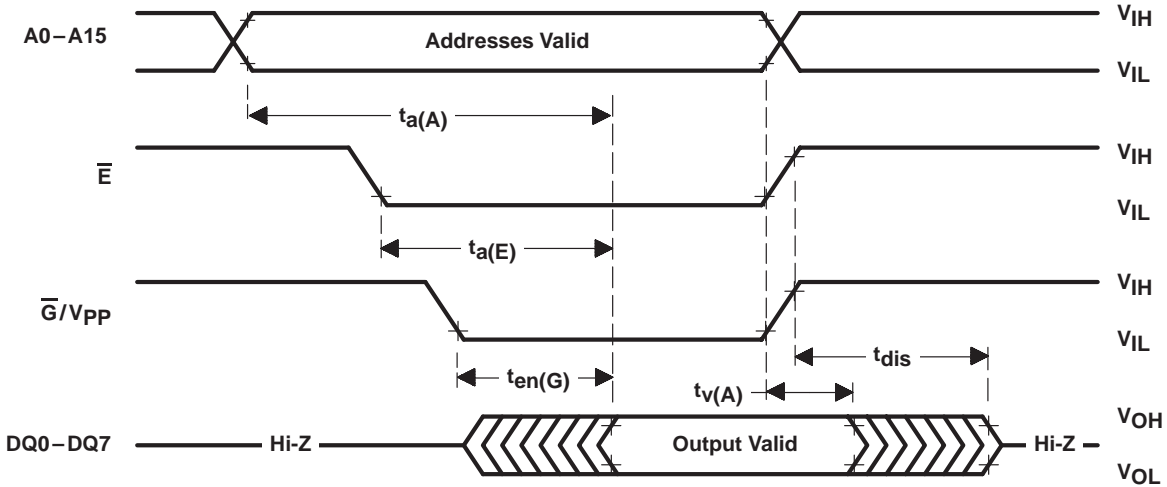 VIH
A0–A15
Addresses Valid
VIL
ta(A)
VIH
E
VIL
ta(E)
VIH
G/VPP
VIL
tdis
ten(G)
tv(A)
VOH
DQ0–DQ7
Hi-Z
Output Valid
Hi-Z
VOL